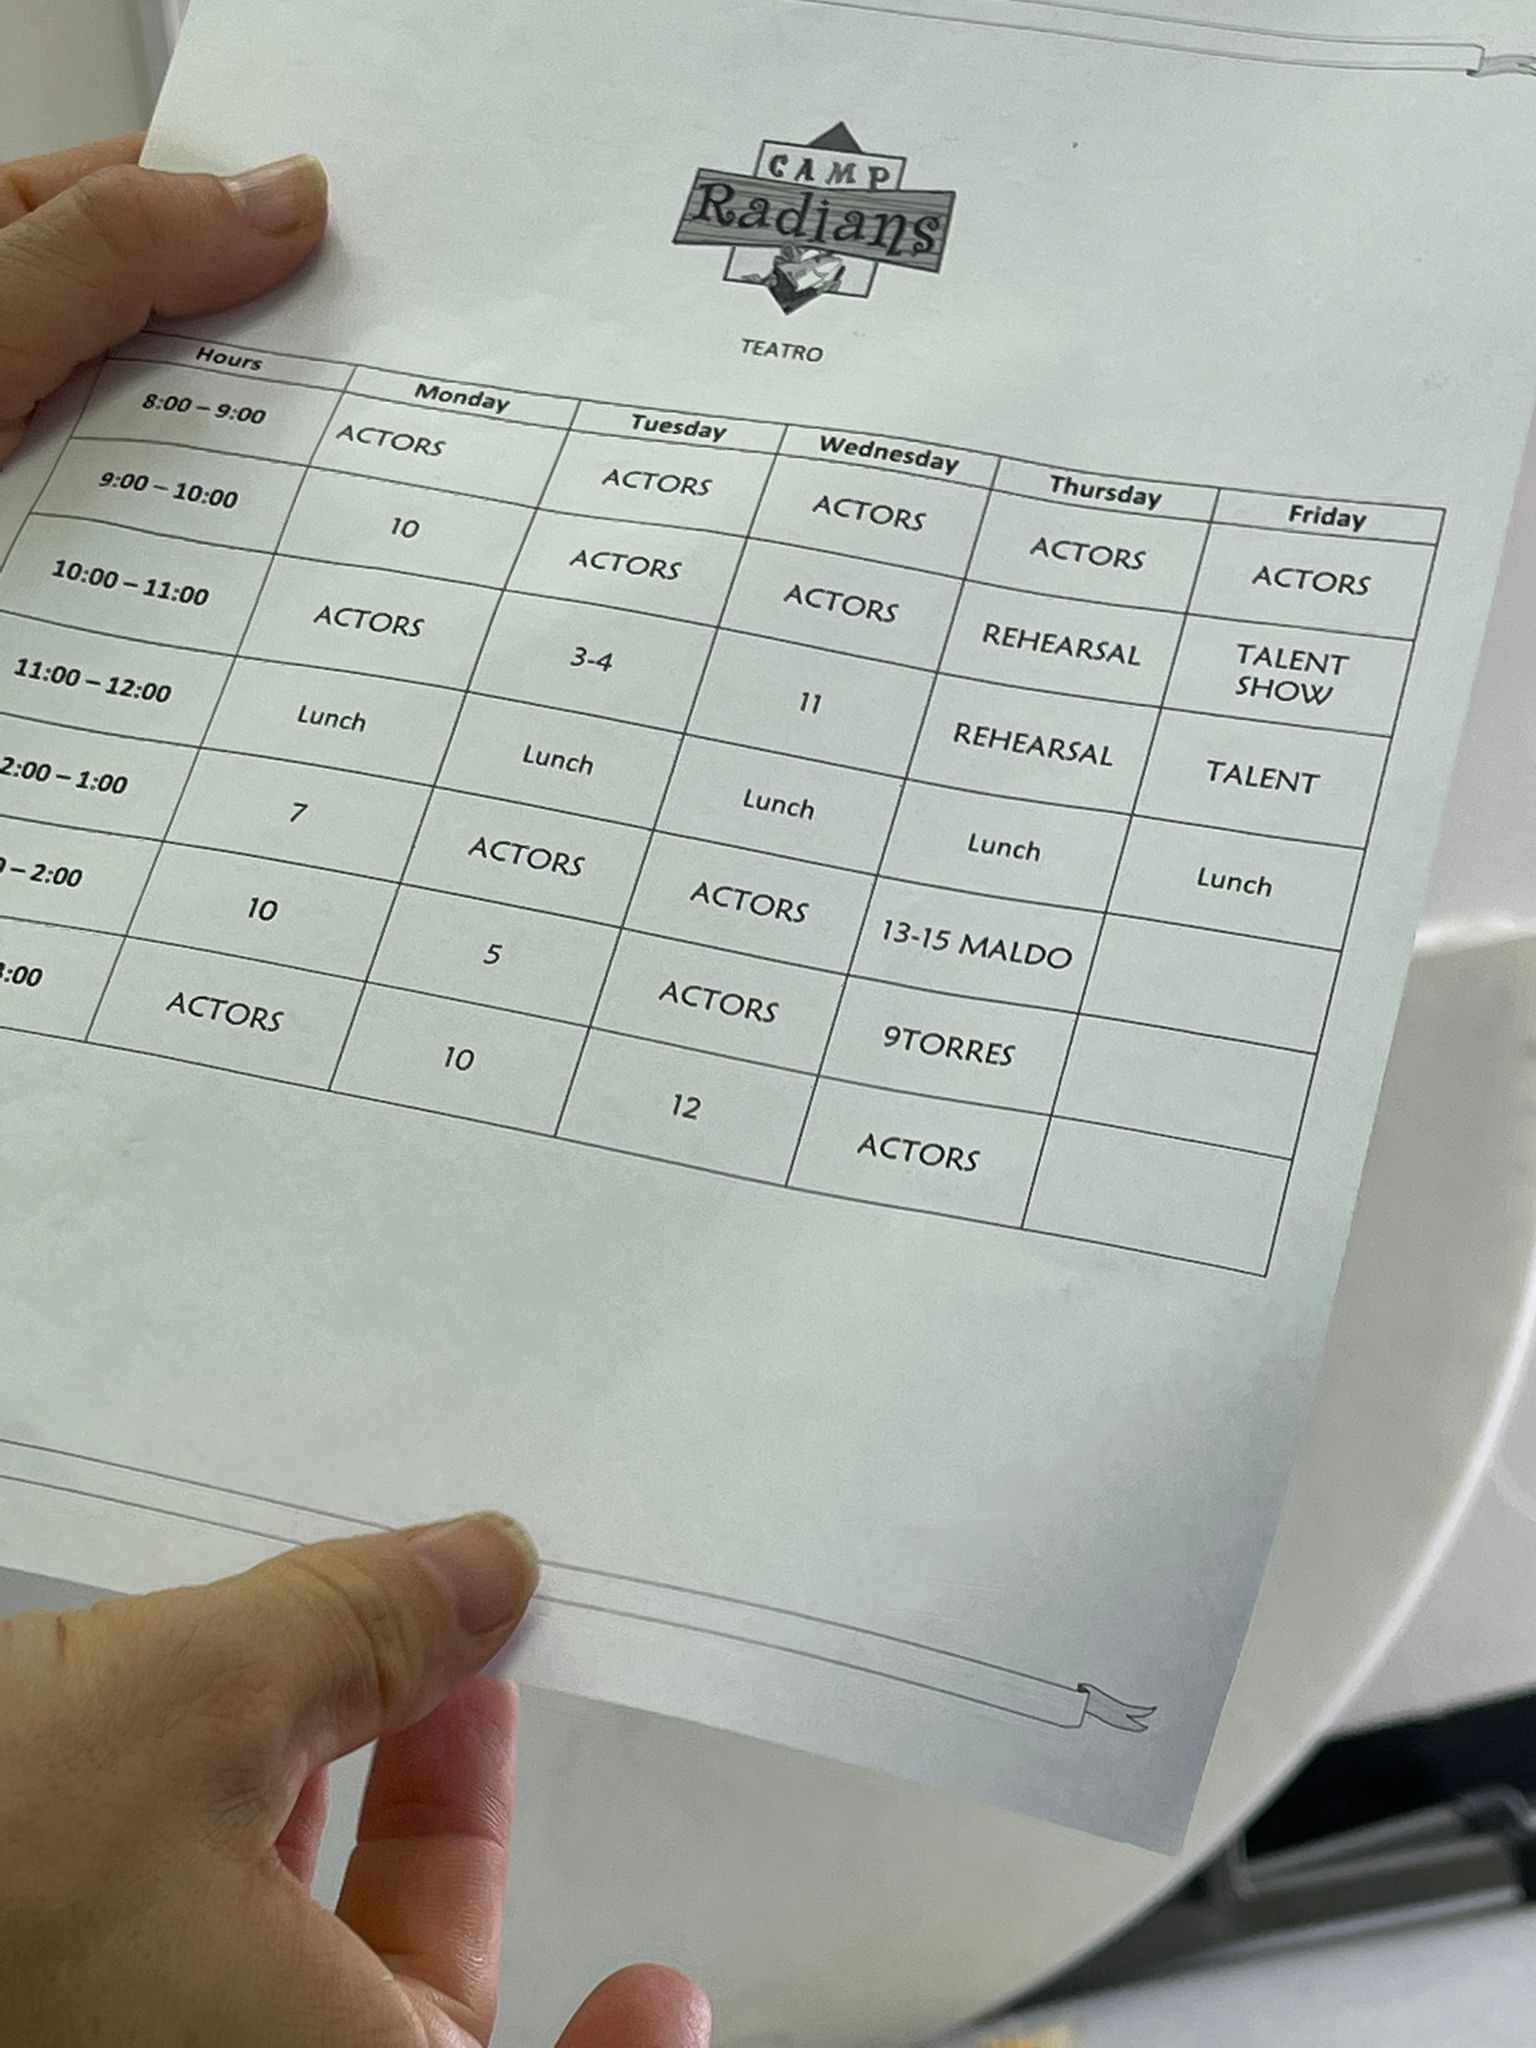 CAMP
Radians
TEATRO
Hours Monday Tuesday Wednesday Thursday Friday
8:00 – 9:00 ACTORS ACTORS ACTORS ACTORS ACTORS
9:00 – 10:00 10 ACTORS ACTORS REHEARSAL TALENT SHOW
10:00 – 11:00 ACTORS 3-4 11 REHEARSAL TALENT
11:00 – 12:00 Lunch Lunch Lunch Lunch Lunch
2:00 – 1:00 7 ACTORS ACTORS 13-15 MALDO
– 2:00 10 5 ACTORS 9TORRES
:00 ACTORS 10 12 ACTORS